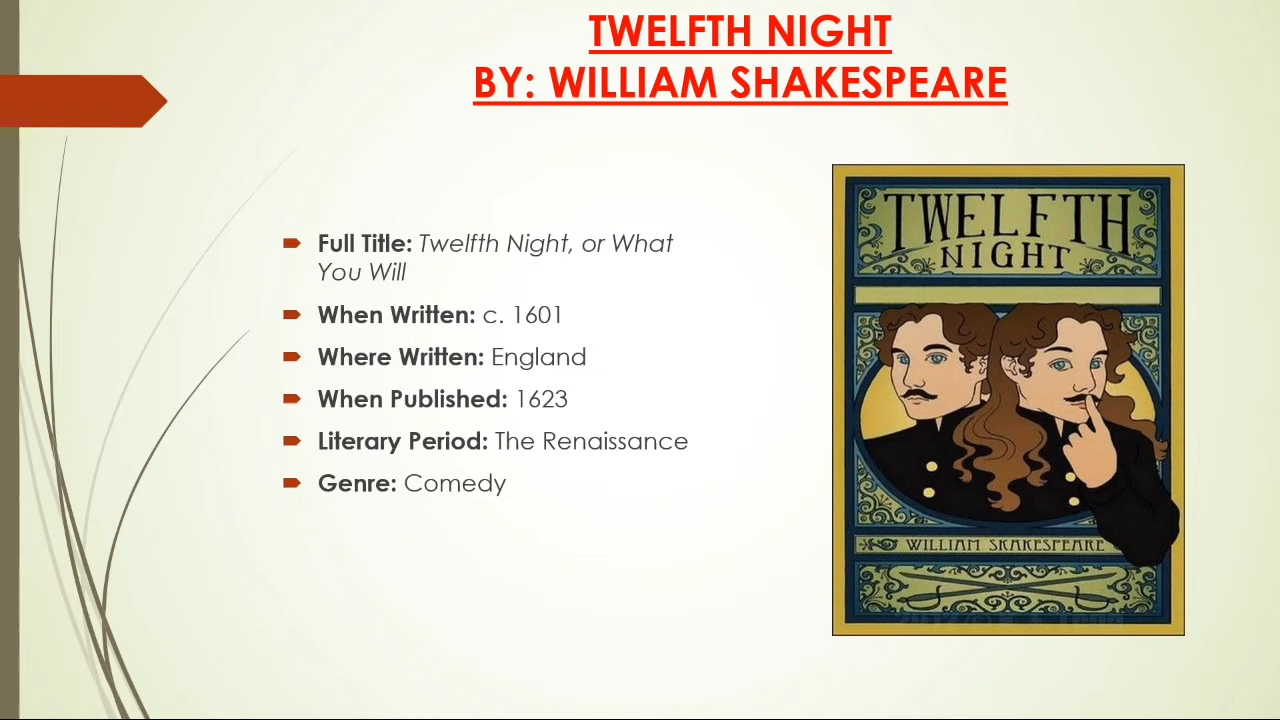 TWELFTH NIGHT
BY: WILLIAM SHAKESPEARE
Full Title: Twelfth Night, or What
You Will
When Written: c. 1601
Where Written: England
When Published: 1623
Literary Period: The Renaissance
Genre: Comedy
TWELFTH
NIGHT
WILLIAM SKAKESPEARE